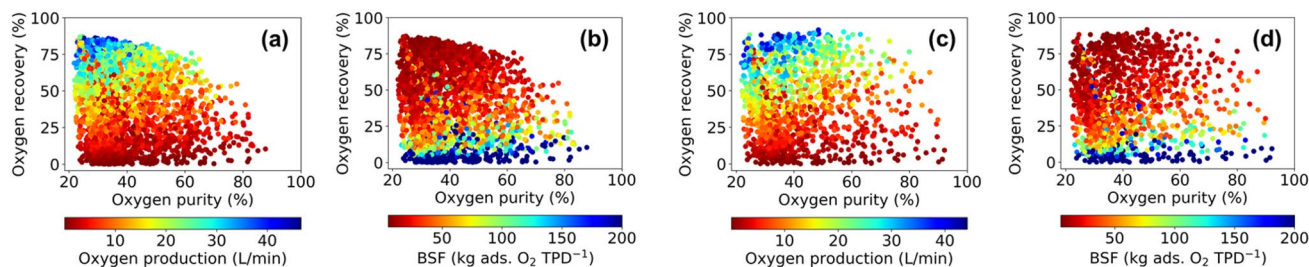 (a)
Oxygen recovery (%)
100
75
50
25
0
20 40 60 80 100
Oxygen purity (%)
10 20 30 40
Oxygen production (L/min)
(b)
Oxygen recovery (%)
100
75
50
25
0
20 40 60 80 100
Oxygen purity (%)
50 100 150 200
BSF (kg ads. O₂ TPD⁻¹)
(c)
Oxygen recovery (%)
100
75
50
25
0
20 40 60 80 100
Oxygen purity (%)
10 20 30 40
Oxygen production (L/min)
(d)
Oxygen recovery (%)
100
75
50
25
0
20 40 60 80 100
Oxygen purity (%)
50 100 150 200
BSF (kg ads. O₂ TPD⁻¹)